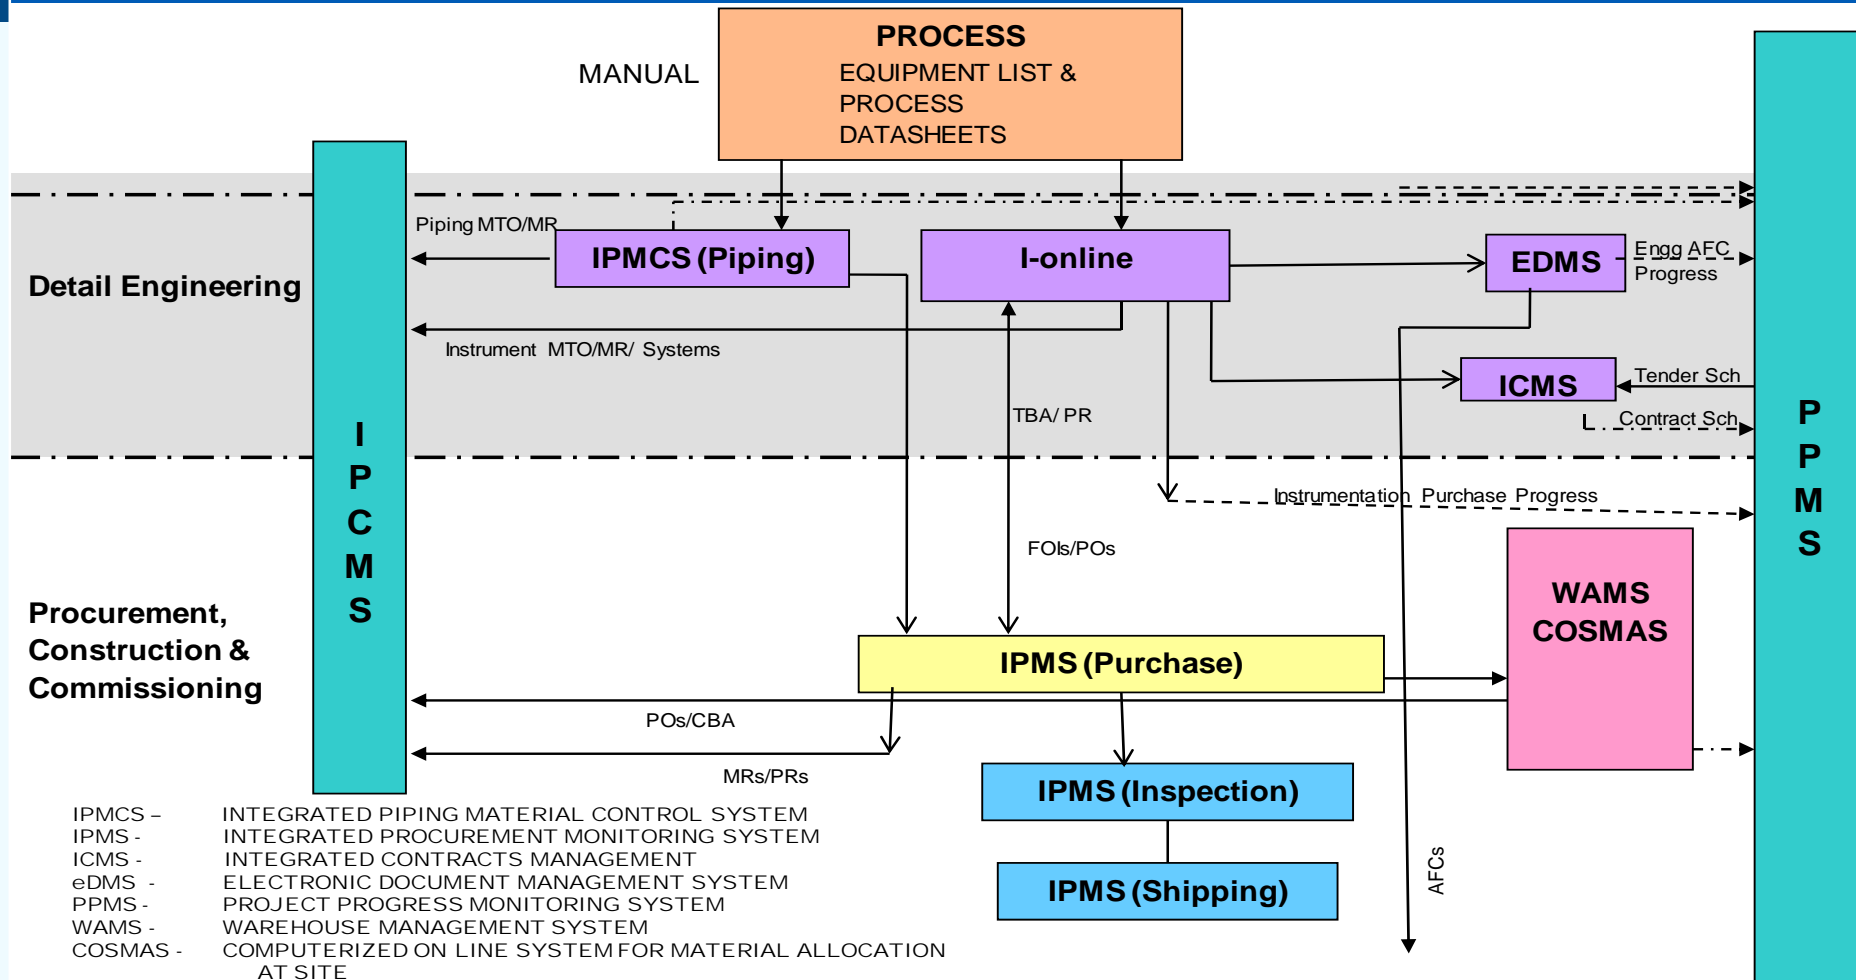 PROCESS
EQUIPMENT LIST &
PROCESS
DATASHEETS
MANUAL
Piping MTO/MR
IPMCS (Piping)
I-online
EDMS
Engg AFC
Progress
Detail Engineering
Instrument MTO/MR/ Systems
ICMS
Tender Sch
Contract Sch
TBA/ PR
I
P
C
M
S
P
P
M
S
Instrumentation Purchase Progress
FOIs/POs
WAMS
COSMAS
Procurement,
Construction &
Commissioning
IPMS (Purchase)
POs/CBA
MRs/PRs
IPMS (Inspection)
IPMS (Shipping)
AFCs
IPMCS – INTEGRATED PIPING MATERIAL CONTROL SYSTEM
IPMS - INTEGRATED PROCUREMENT MONITORING SYSTEM
ICMS - INTEGRATED CONTRACTS MANAGEMENT
eDMS - ELECTRONIC DOCUMENT MANAGEMENT SYSTEM
PPMS - PROJECT PROGRESS MONITORING SYSTEM
WAMS - WAREHOUSE MANAGEMENT SYSTEM
COSMAS - COMPUTERIZED ON LINE SYSTEM FOR MATERIAL ALLOCATION
AT SITE